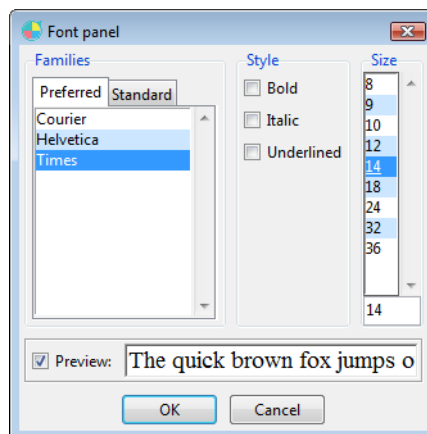 Font panel
Families
Preferred Standard
Courier
Helvetica
Times
Style
Bold
Italic
Underlined
Size
8
9
10
12
14
18
24
32
36
14
Preview: The quick brown fox jumps o
OK Cancel